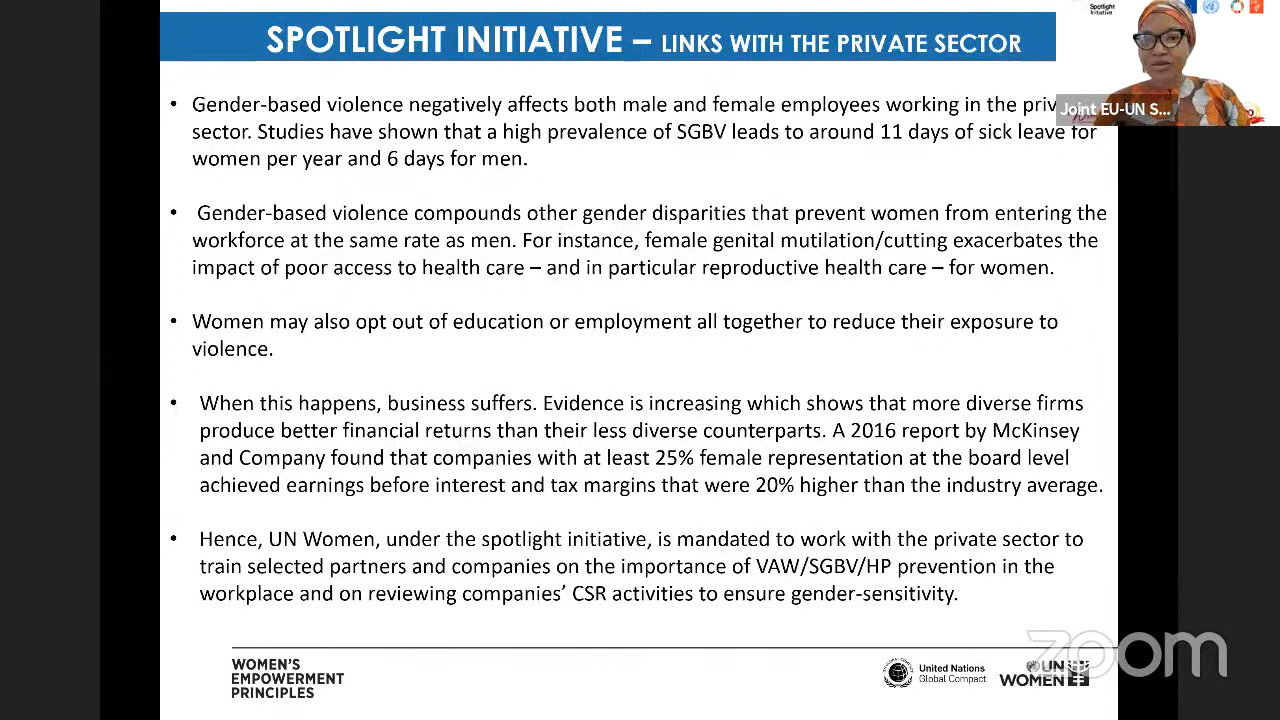 SPOTLIGHT INITIATIVE – LINKS WITH THE PRIVATE SECTOR
Spotlight
Initiative
Joint EU-UN S...
• Gender-based violence negatively affects both male and female employees working in the priv
sector. Studies have shown that a high prevalence of SGBV leads to around 11 days of sick leave for
women per year and 6 days for men.
• Gender-based violence compounds other gender disparities that prevent women from entering the
workforce at the same rate as men. For instance, female genital mutilation/cutting exacerbates the
impact of poor access to health care – and in particular reproductive health care – for women.
• Women may also opt out of education or employment all together to reduce their exposure to
violence.
• When this happens, business suffers. Evidence is increasing which shows that more diverse firms
produce better financial returns than their less diverse counterparts. A 2016 report by McKinsey
and Company found that companies with at least 25% female representation at the board level
achieved earnings before interest and tax margins that were 20% higher than the industry average.
• Hence, UN Women, under the spotlight initiative, is mandated to work with the private sector to
train selected partners and companies on the importance of VAW/SGBV/HP prevention in the
workplace and on reviewing companies’ CSR activities to ensure gender-sensitivity.
WOMEN’S
EMPOWERMENT
PRINCIPLES
United Nations
Global Compact
UN
WOMEN
zoom